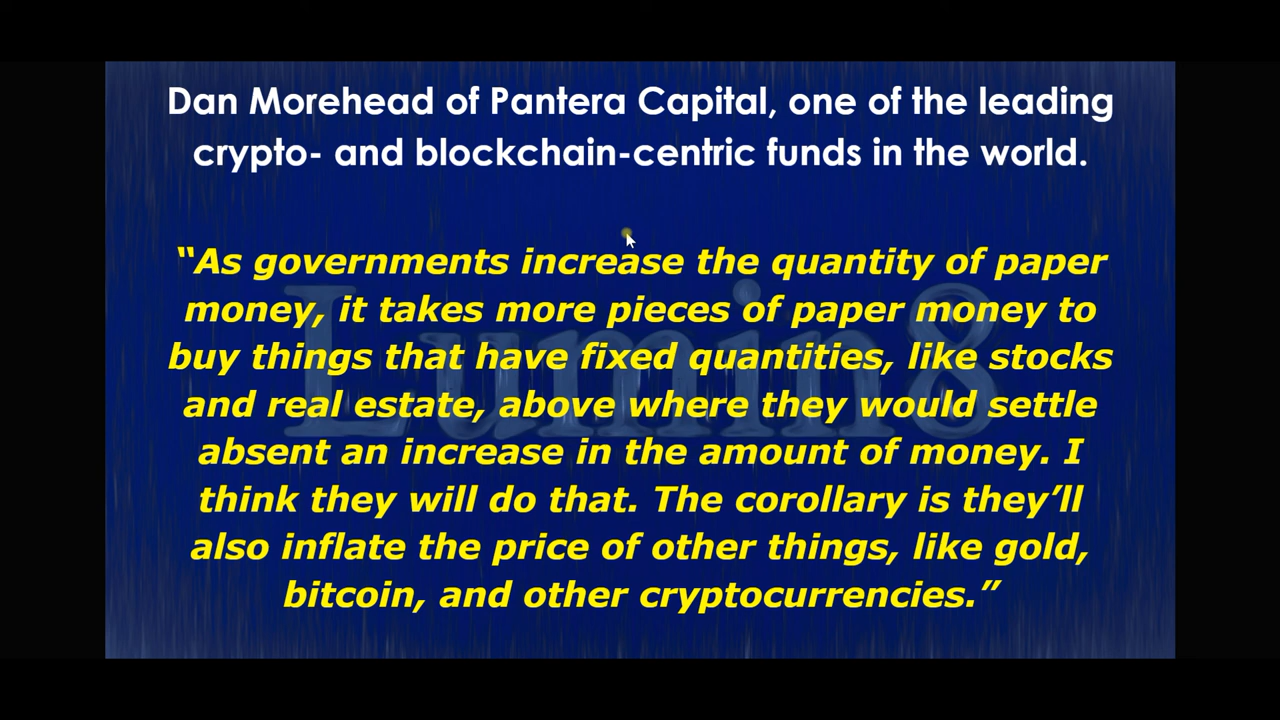 Dan Morehead of Pantera Capital, one of the leading
crypto- and blockchain-centric funds in the world.
“As governments increase the quantity of paper
money, it takes more pieces of paper money to
buy things that have fixed quantities, like stocks
and real estate, above where they would settle
absent an increase in the amount of money. I
think they will do that. The corollary is they’ll
also inflate the price of other things, like gold,
bitcoin, and other cryptocurrencies.”
Lumin8